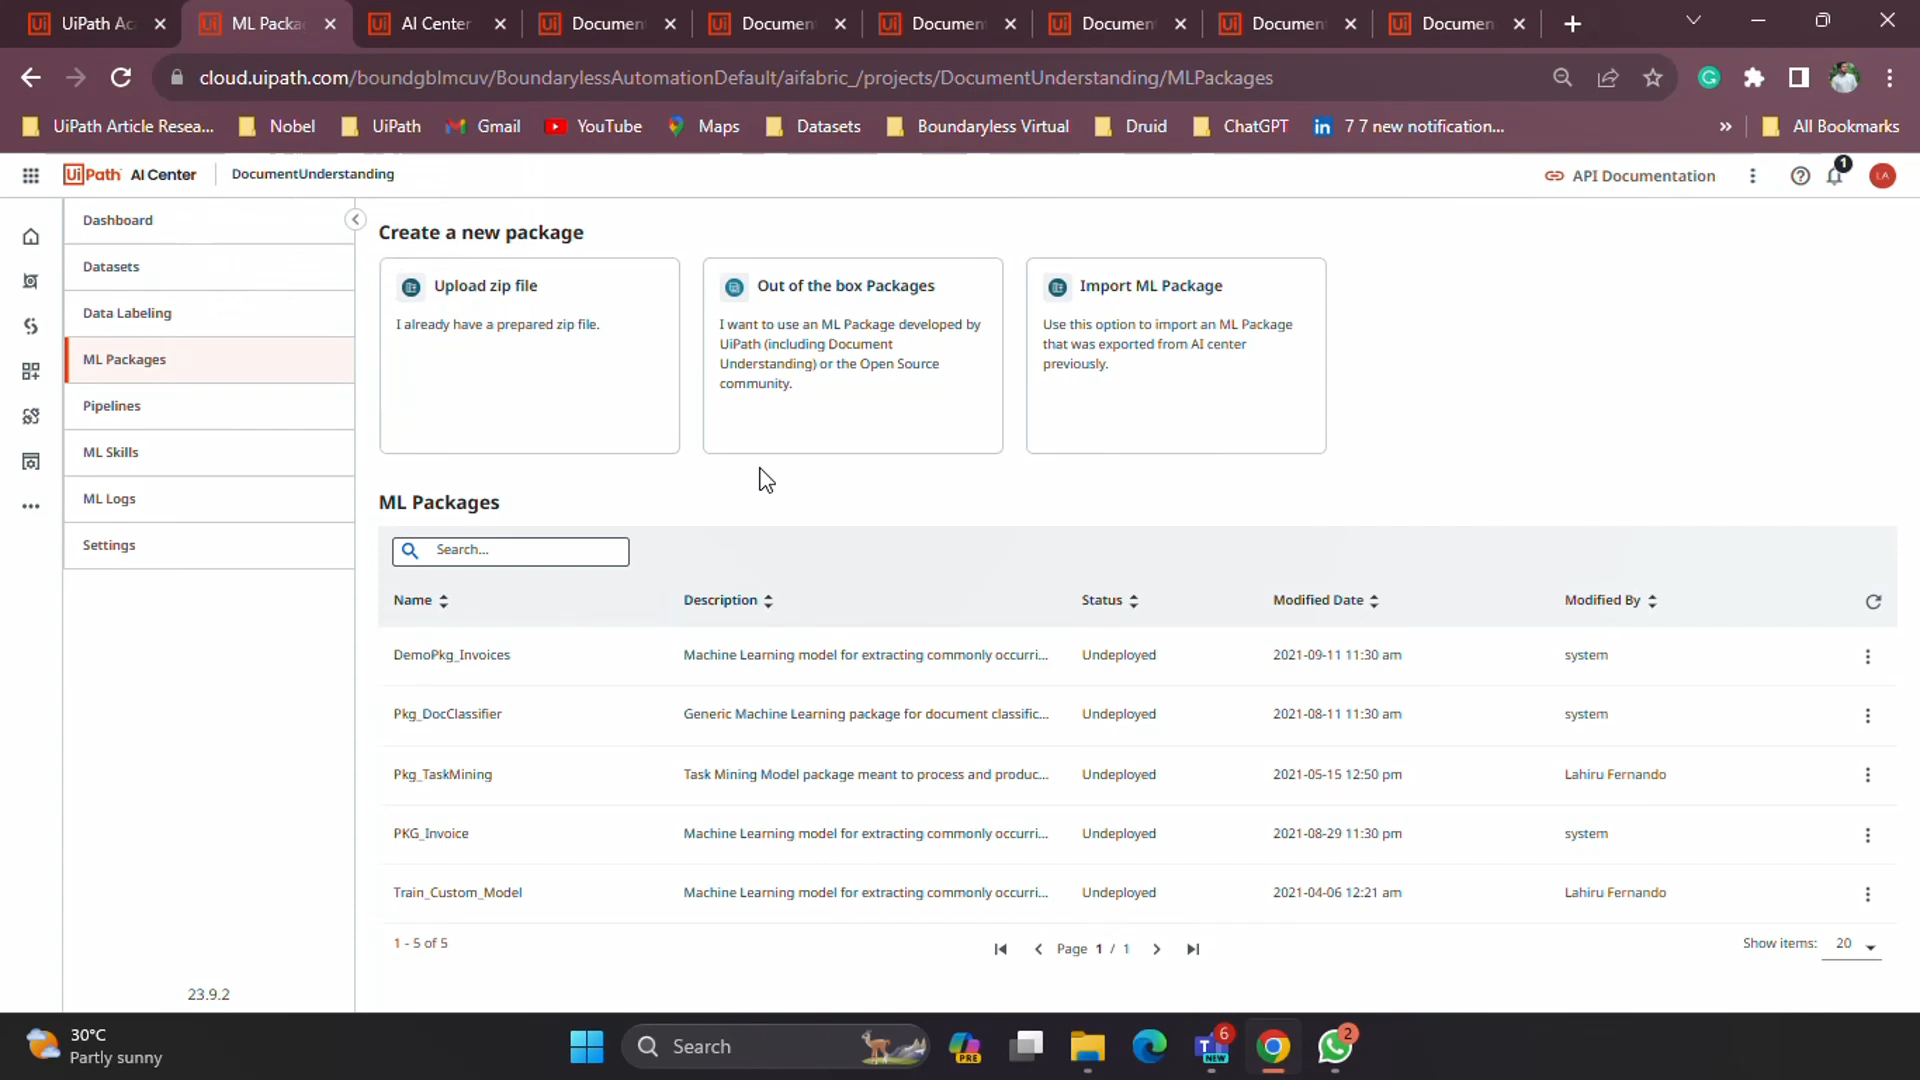 UiPath Ac
ML Packa
AI Center
Documen
Documen
Documen
Documen
Documen
Documen
cloud.uipath.com/boundgblmcuv/BoundarylessAutomationDefault/aifabric_/projects/DocumentUnderstanding/MLPackages
UiPath Article Resea...
Nobel
UiPath
Gmail
YouTube
Maps
Datasets
Boundaryless Virtual
Druid
ChatGPT
in
7 7 new notification...
»
All Bookmarks
UiPath AI Center
DocumentUnderstanding
API Documentation
1
LA
Dashboard
Datasets
Data Labeling
ML Packages
Pipelines
ML Skills
ML Logs
Settings
23.9.2
Create a new package
Upload zip file
I already have a prepared zip file.
Out of the box Packages
I want to use an ML Package developed by
UiPath (including Document
Understanding) or the Open Source
community.
Import ML Package
Use this option to import an ML Package
that was exported from AI center
previously.
ML Packages
Search...
Name
Description
Status
Modified Date
Modified By
DemoPkg_Invoices
Machine Learning model for extracting commonly occurri...
Undeployed
2021-09-11 11:30 am
system
Pkg_DocClassifier
Generic Machine Learning package for document classific...
Undeployed
2021-08-11 11:30 am
system
Pkg_TaskMining
Task Mining Model package meant to process and produc...
Undeployed
2021-05-15 12:50 pm
Lahiru Fernando
PKG_Invoice
Machine Learning model for extracting commonly occurri...
Undeployed
2021-08-29 11:30 pm
system
Train_Custom_Model
Machine Learning model for extracting commonly occurri...
Undeployed
2021-04-06 12:21 am
Lahiru Fernando
1 - 5 of 5
Page 1 / 1
Show items: 20
30°C
Partly sunny
Search
PRE
6
NEW
2